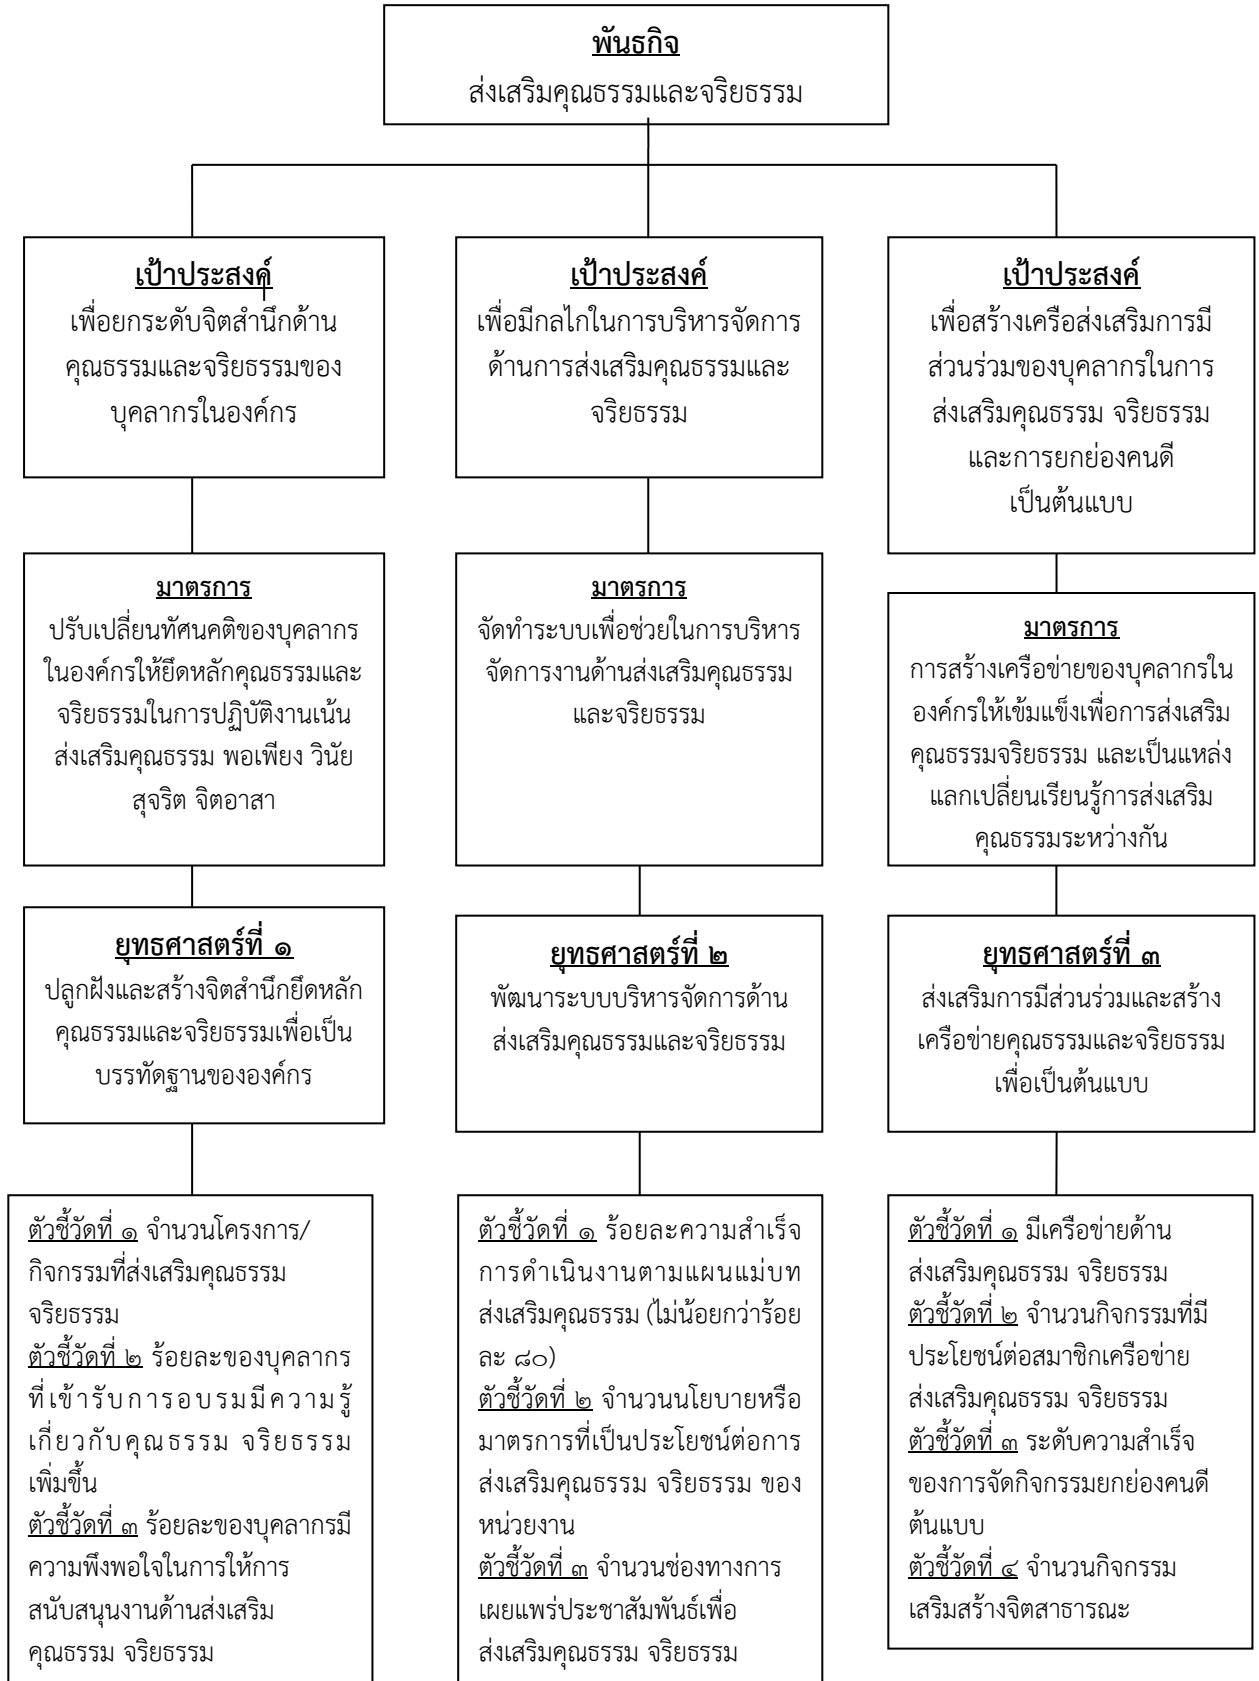 พันธกิจ
ส่งเสริมคุณธรรมและจริยธรรม
เป้าประสงค์
เพื่อยกระดับจิตสำนึกด้าน
คุณธรรมและจริยธรรมของ
บุคลากรในองค์กร
เป้าประสงค์
เพื่อมีกลไกในการบริหารจัดการ
ด้านการส่งเสริมคุณธรรมและ
จริยธรรม
เป้าประสงค์
เพื่อสร้างเครือส่งเสริมการมี
ส่วนร่วมของบุคลากรในการ
ส่งเสริมคุณธรรม จริยธรรม
และการยกย่องคนดี
เป็นต้นแบบ
มาตรการ
ปรับเปลี่ยนทัศนคติของบุคลากร
ในองค์กรให้ยึดหลักคุณธรรมและ
จริยธรรมในการปฏิบัติงานเน้น
ส่งเสริมคุณธรรม พอเพียง วินัย
สุจริต จิตอาสา
มาตรการ
จัดทำระบบเพื่อช่วยในการบริหาร
จัดการงานด้านส่งเสริมคุณธรรม
และจริยธรรม
มาตรการ
การสร้างเครือข่ายของบุคลากรใน
องค์กรให้เข้มแข็งเพื่อการส่งเสริม
คุณธรรมจริยธรรม และเป็นแหล่ง
แลกเปลี่ยนเรียนรู้การส่งเสริม
คุณธรรมระหว่างกัน
ยุทธศาสตร์ที่ ๑
ปลูกฝังและสร้างจิตสำนึกยึดหลัก
คุณธรรมและจริยธรรมเพื่อเป็น
บรรทัดฐานขององค์กร
ยุทธศาสตร์ที่ ๒
พัฒนาระบบบริหารจัดการด้าน
ส่งเสริมคุณธรรมและจริยธรรม
ยุทธศาสตร์ที่ ๓
ส่งเสริมการมีส่วนร่วมและสร้าง
เครือข่ายคุณธรรมและจริยธรรม
เพื่อเป็นต้นแบบ
ตัวชี้วัดที่ ๑ จำนวนโครงการ/
กิจกรรมที่ส่งเสริมคุณธรรม
จริยธรรม
ตัวชี้วัดที่ ๒ ร้อยละของบุคลากร
ที่เข้ารับการอบรมมีความรู้
เกี่ยวกับคุณธรรม จริยธรรม
เพิ่มขึ้น
ตัวชี้วัดที่ ๓ ร้อยละของบุคลากรมี
ความพึงพอใจในการให้การ
สนับสนุนงานด้านส่งเสริม
คุณธรรม จริยธรรม
ตัวชี้วัดที่ ๑ ร้อยละความสำเร็จ
การดำเนินงานตามแผนแม่บท
ส่งเสริมคุณธรรม (ไม่น้อยกว่าร้อย
ละ ๘๐)
ตัวชี้วัดที่ ๒ จำนวนนโยบายหรือ
มาตรการที่เป็นประโยชน์ต่อการ
ส่งเสริมคุณธรรม จริยธรรม ของ
หน่วยงาน
ตัวชี้วัดที่ ๓ จำนวนช่องทางการ
เผยแพร่ประชาสัมพันธ์เพื่อ
ส่งเสริมคุณธรรม จริยธรรม
ตัวชี้วัดที่ ๑ มีเครือข่ายด้าน
ส่งเสริมคุณธรรม จริยธรรม
ตัวชี้วัดที่ ๒ จำนวนกิจกรรมที่มี
ประโยชน์ต่อสมาชิกเครือข่าย
ส่งเสริมคุณธรรม จริยธรรม
ตัวชี้วัดที่ ๓ ระดับความสำเร็จ
ของการจัดกิจกรรมยกย่องคนดี
ต้นแบบ
ตัวชี้วัดที่ ๔ จำนวนกิจกรรม
เสริมสร้างจิตสาธารณะ